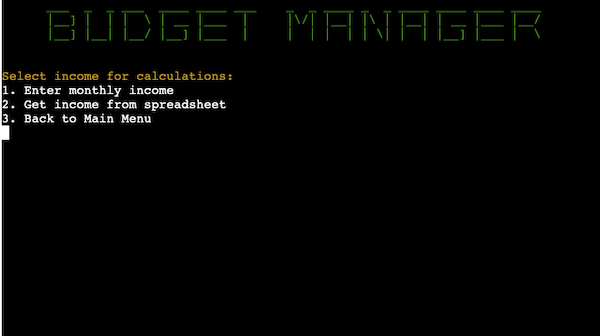 BUDGET MANAGER
Select income for calculations:
1. Enter monthly income
2. Get income from spreadsheet
3. Back to Main Menu